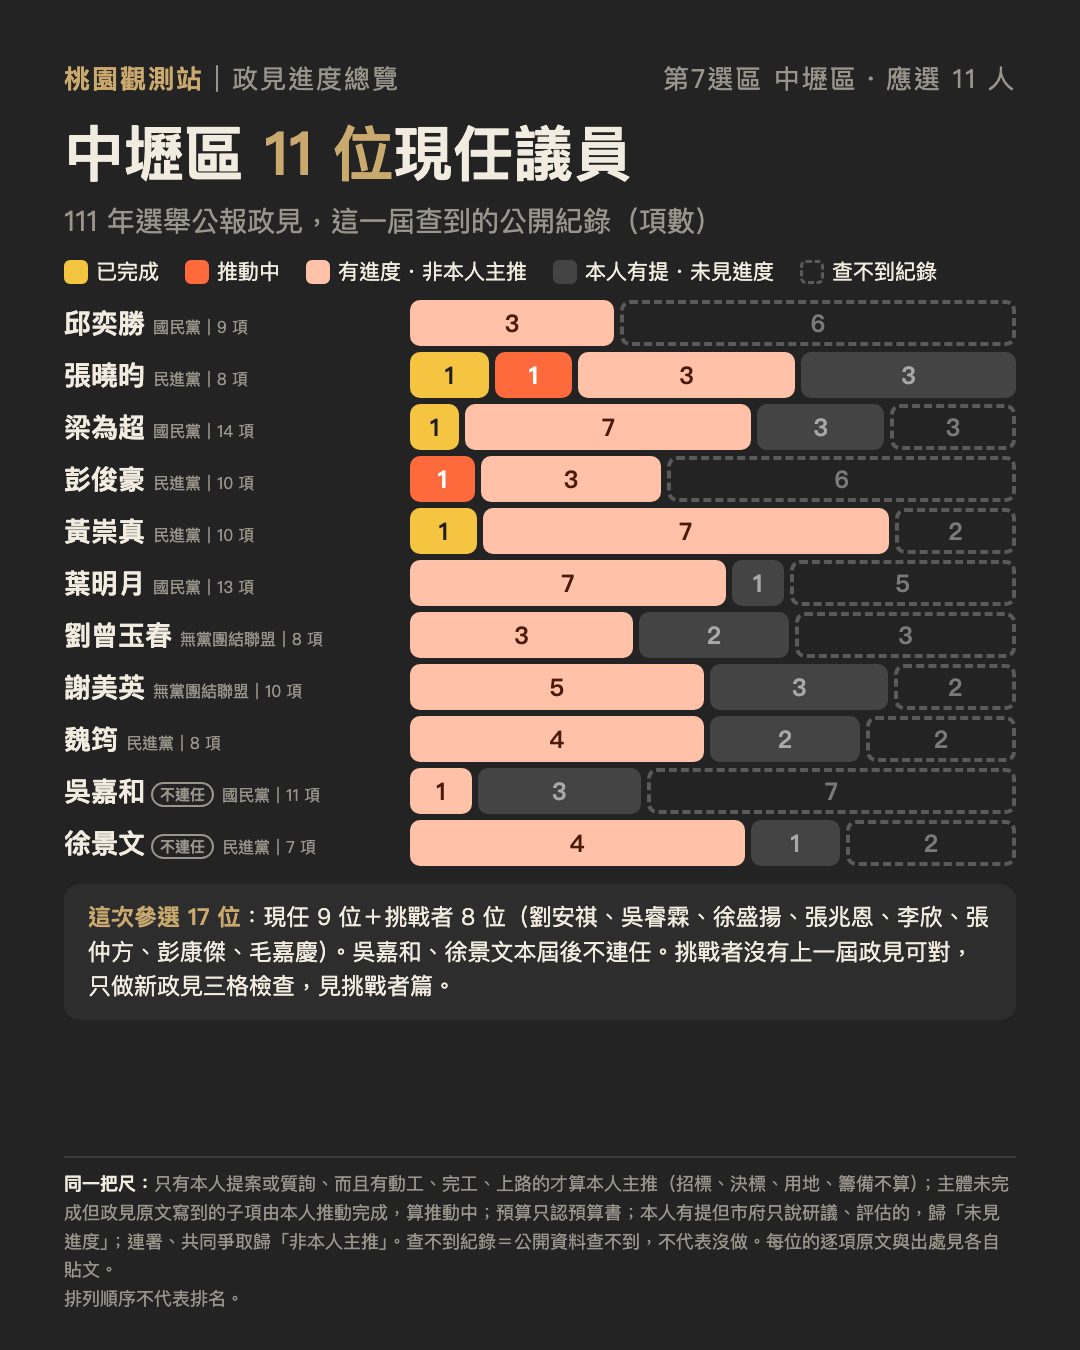 桃園觀測站｜政見進度總覽
第7選區 中壢區・應選 11 人
中壢區 11 位現任議員
111 年選舉公報政見，這一屆查到的公開紀錄（項數）
已完成 推動中 有進度・非本人主推 本人有提・未見進度 查不到紀錄
邱奕勝 國民黨｜9 項 3 6
張曉昀 民進黨｜8 項 1 1 3 3
梁為超 國民黨｜14 項 1 7 3 3
彭俊豪 民進黨｜10 項 1 3 6
黃崇真 民進黨｜10 項 1 7 2
葉明月 國民黨｜13 項 7 1 5
劉曾玉春 無黨團結聯盟｜8 項 3 2 3
謝美英 無黨團結聯盟｜10 項 5 3 2
魏筠 民進黨｜8 項 4 2 2
吳嘉和 不連任 國民黨｜11 項 1 3 7
徐景文 不連任 民進黨｜7 項 4 1 2
這次參選 17 位：現任 9 位＋挑戰者 8 位（劉安祺、吳睿霖、徐盛揚、張兆恩、李欣、張
仲方、彭康傑、毛嘉慶）。吳嘉和、徐景文本屆後不連任。挑戰者沒有上一屆政見可對，
只做新政見三格檢查，見挑戰者篇。
同一把尺：只有本人提案或質詢、而且有動工、完工、上路的才算本人主推（招標、決標、用地、籌備不算）；主體未完
成但政見原文寫到的子項由本人推動完成，算推動中；預算只認預算書；本人有提但市府只說研議、評估的，歸「未見
進度」；連署、共同爭取歸「非本人主推」。查不到紀錄＝公開資料查不到，不代表沒做。每位的逐項原文與出處見各自
貼文。
排列順序不代表排名。